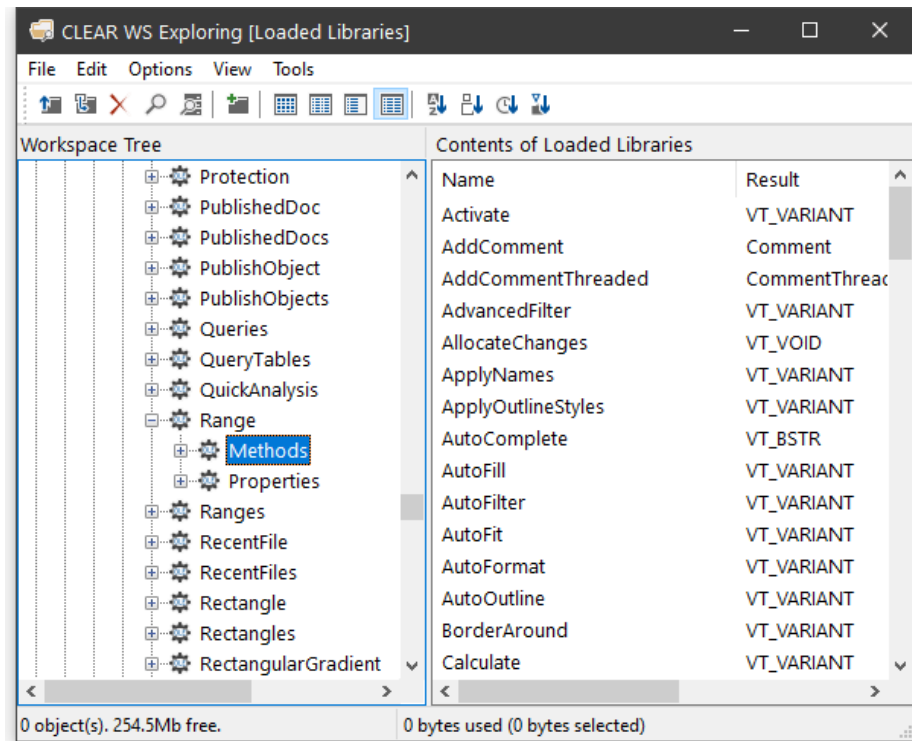 CLEAR WS Exploring [Loaded Libraries]
File Edit Options View Tools
Workspace Tree
Protection
PublishedDoc
PublishedDocs
PublishObject
PublishObjects
Queries
QueryTables
QuickAnalysis
Range
Methods
Properties
Ranges
RecentFile
RecentFiles
Rectangle
Rectangles
RectangularGradient
Contents of Loaded Libraries
Name Result
Activate VT_VARIANT
AddComment Comment
AddCommentThreaded CommentThreac
AdvancedFilter VT_VARIANT
AllocateChanges VT_VOID
ApplyNames VT_VARIANT
ApplyOutlineStyles VT_VARIANT
AutoComplete VT_BSTR
AutoFill VT_VARIANT
AutoFilter VT_VARIANT
AutoFit VT_VARIANT
AutoFormat VT_VARIANT
AutoOutline VT_VARIANT
BorderAround VT_VARIANT
Calculate VT_VARIANT
0 object(s). 254.5Mb free.
0 bytes used (0 bytes selected)